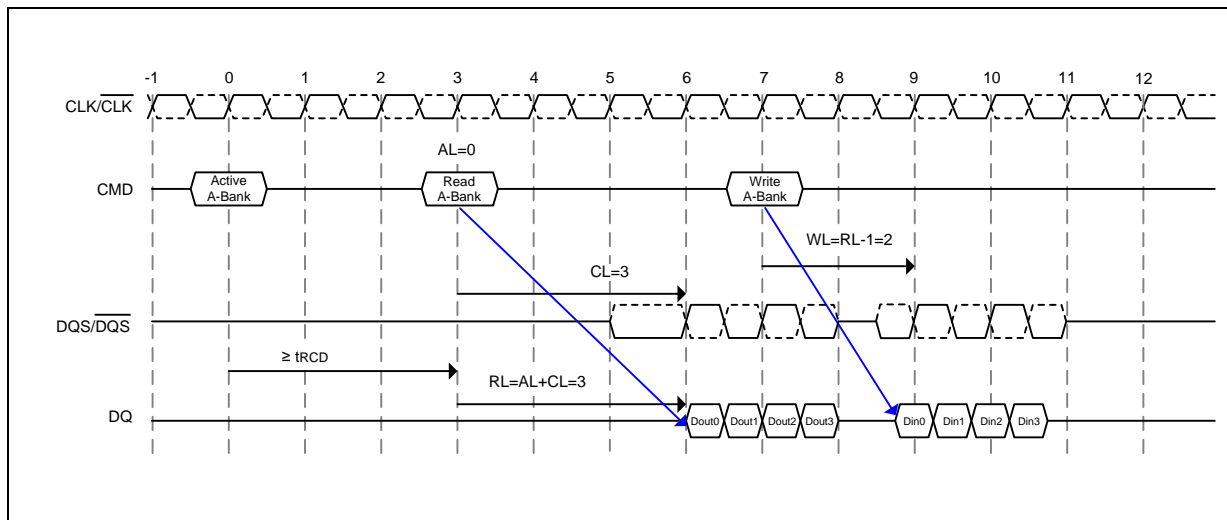 -1 0 1 2 3 4 5 6 7 8 9 10 11 12
CLK/CLK
AL=0
CMD
Active
A-Bank
Read
A-Bank
Write
A-Bank
WL=RL-1=2
CL=3
DQS/DQS
≥ tRCD
RL=AL+CL=3
DQ
Dout0 Dout1 Dout2 Dout3 Din0 Din1 Din2 Din3